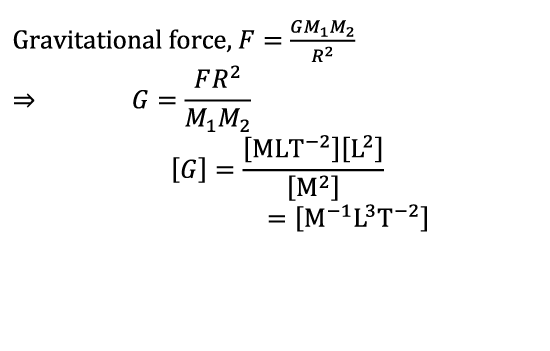 Gravitational force, F = GM₁M₂/R²
⇒ G = FR²/M₁M₂
[G] = [MLT⁻²][L²]/[M²]
= [M⁻¹L³T⁻²]